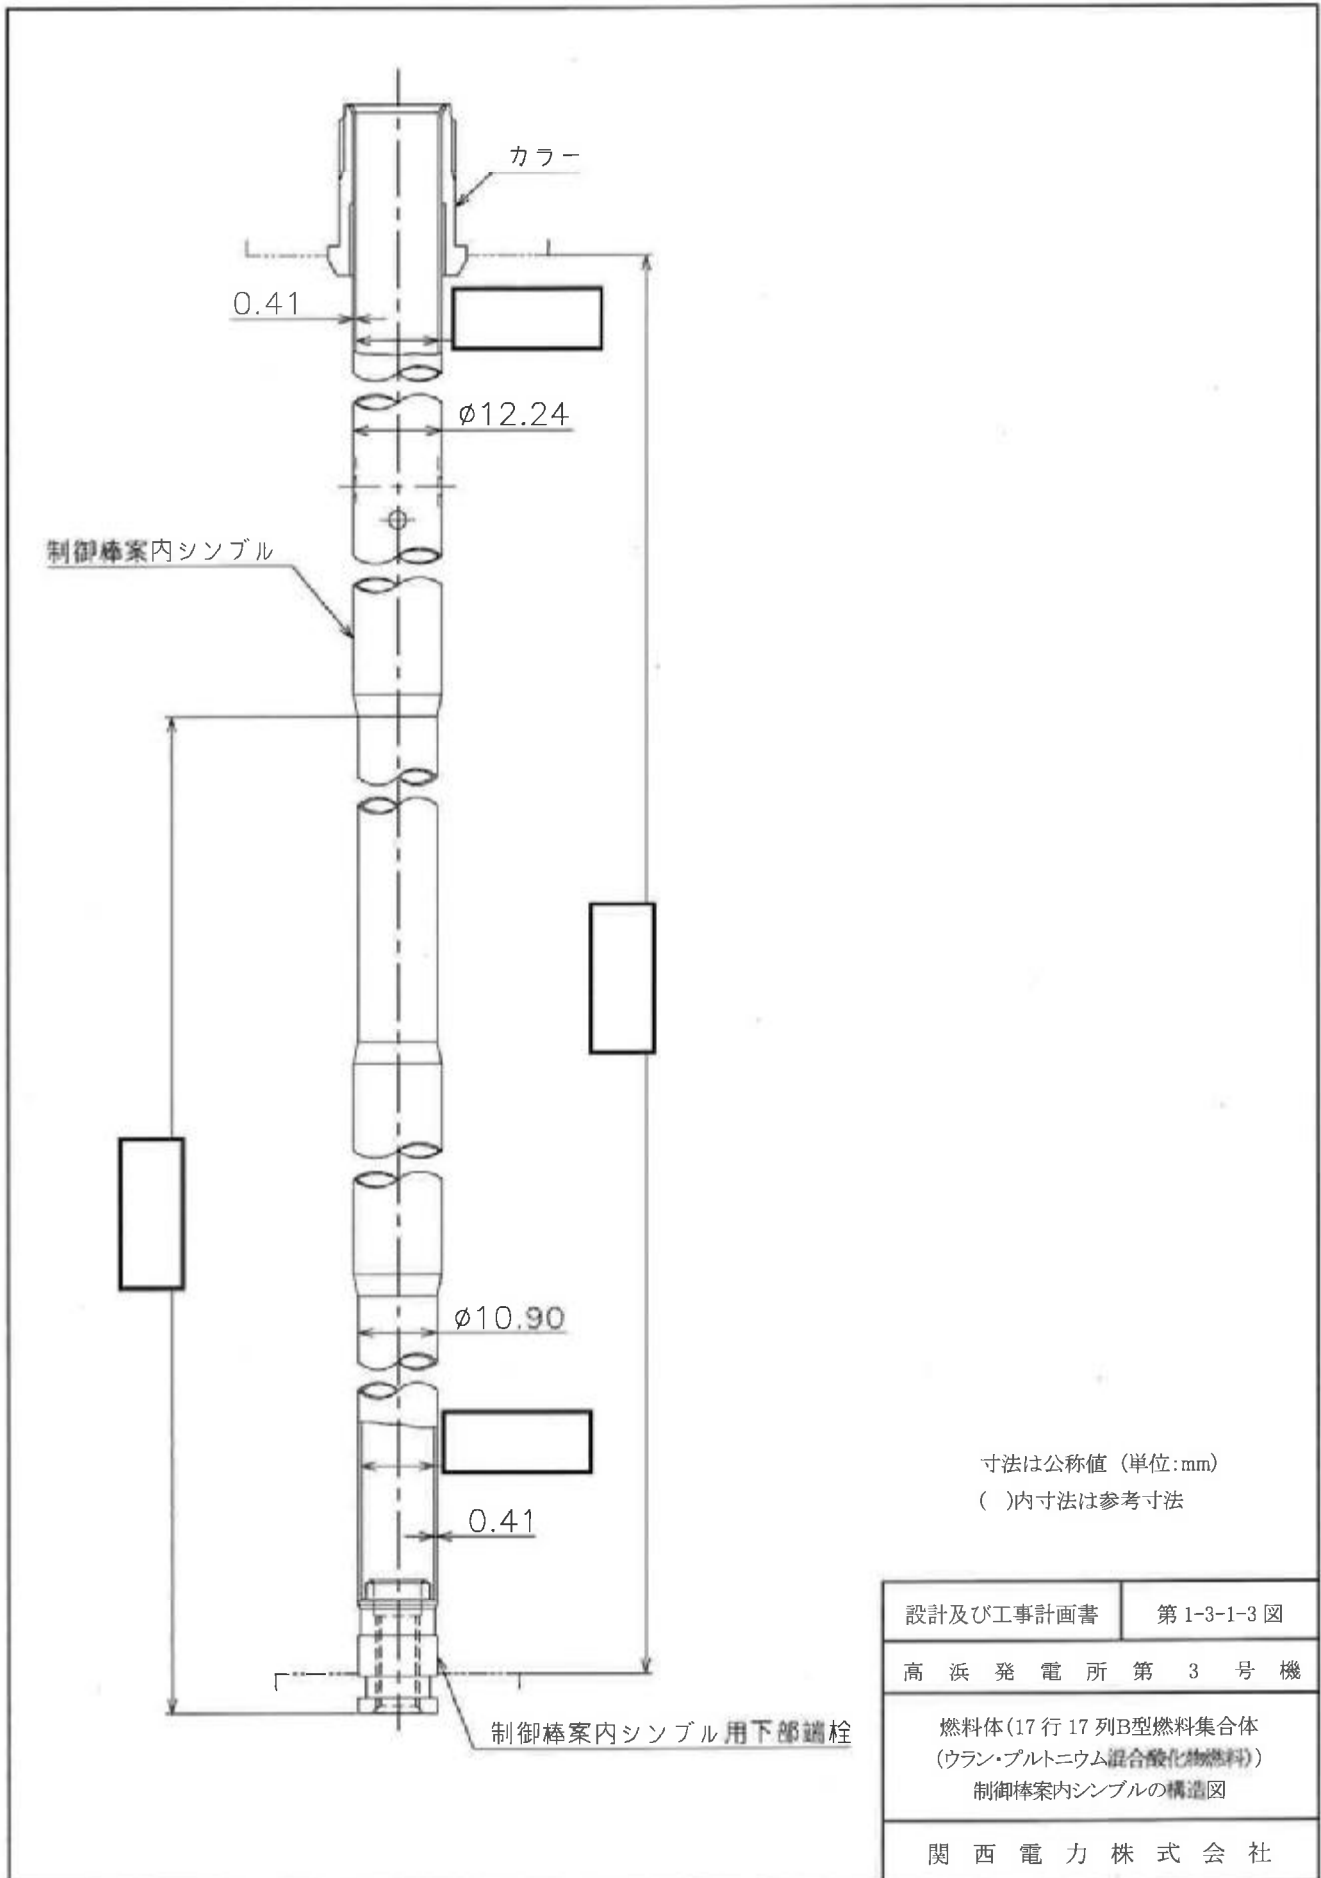 カラー
0.41
φ12.24
制御棒案内シンブル
φ10.90
0.41
制御棒案内シンブル用下部端栓
寸法は公称値 (単位:mm)
( )内寸法は参考寸法
設計及び工事計画書
第1-3-1-3図
高浜発電所第3号機
燃料体(17行17列B型燃料集合体
(ウラン・プルトニウム混合酸化物燃料))
制御棒案内シンブルの構造図
関西電力株式会社